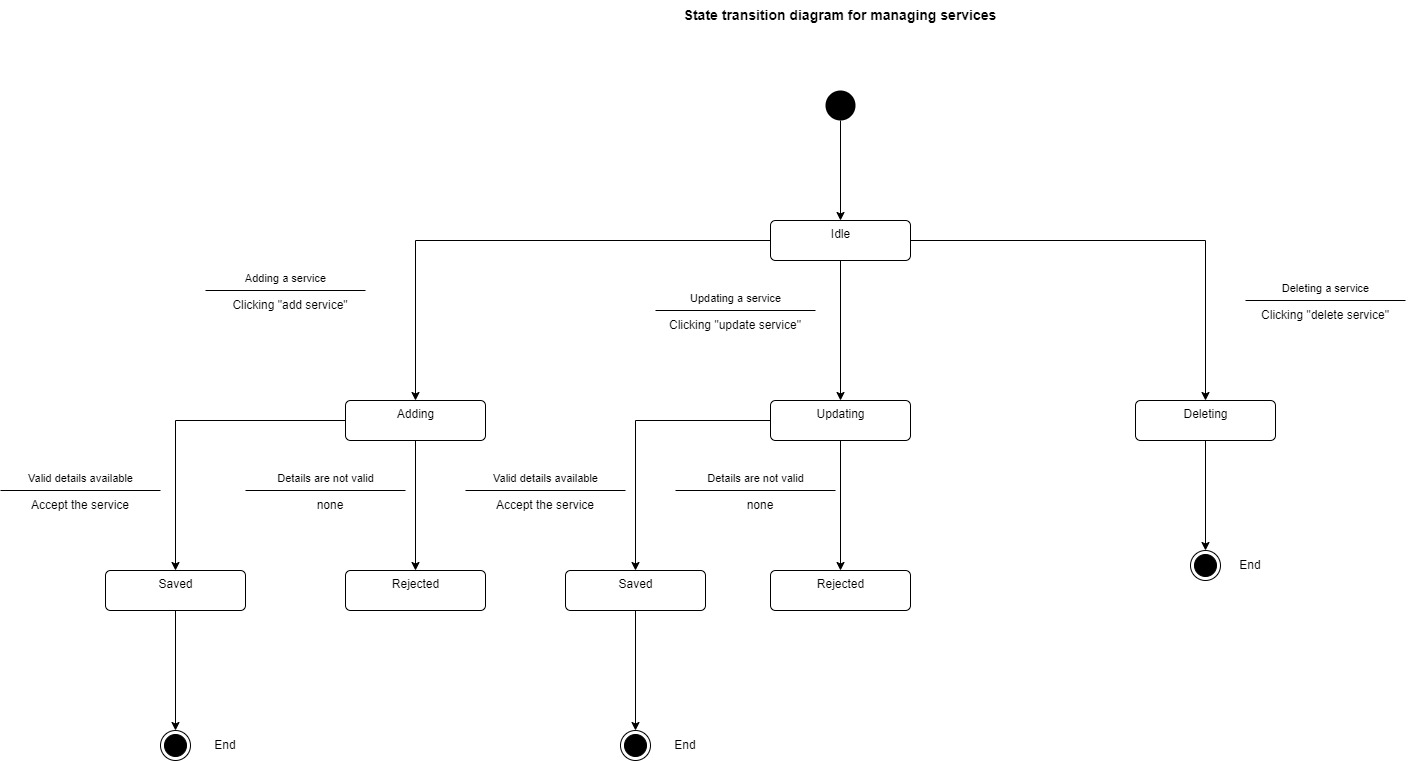 State transition diagram for managing services
Idle
Adding a service
Clicking "add service"
Updating a service
Clicking "update service"
Deleting a service
Clicking "delete service"
Adding
Updating
Deleting
Valid details available
Accept the service
Details are not valid
none
Valid details available
Accept the service
Details are not valid
none
Saved
Rejected
Saved
Rejected
End
End
End